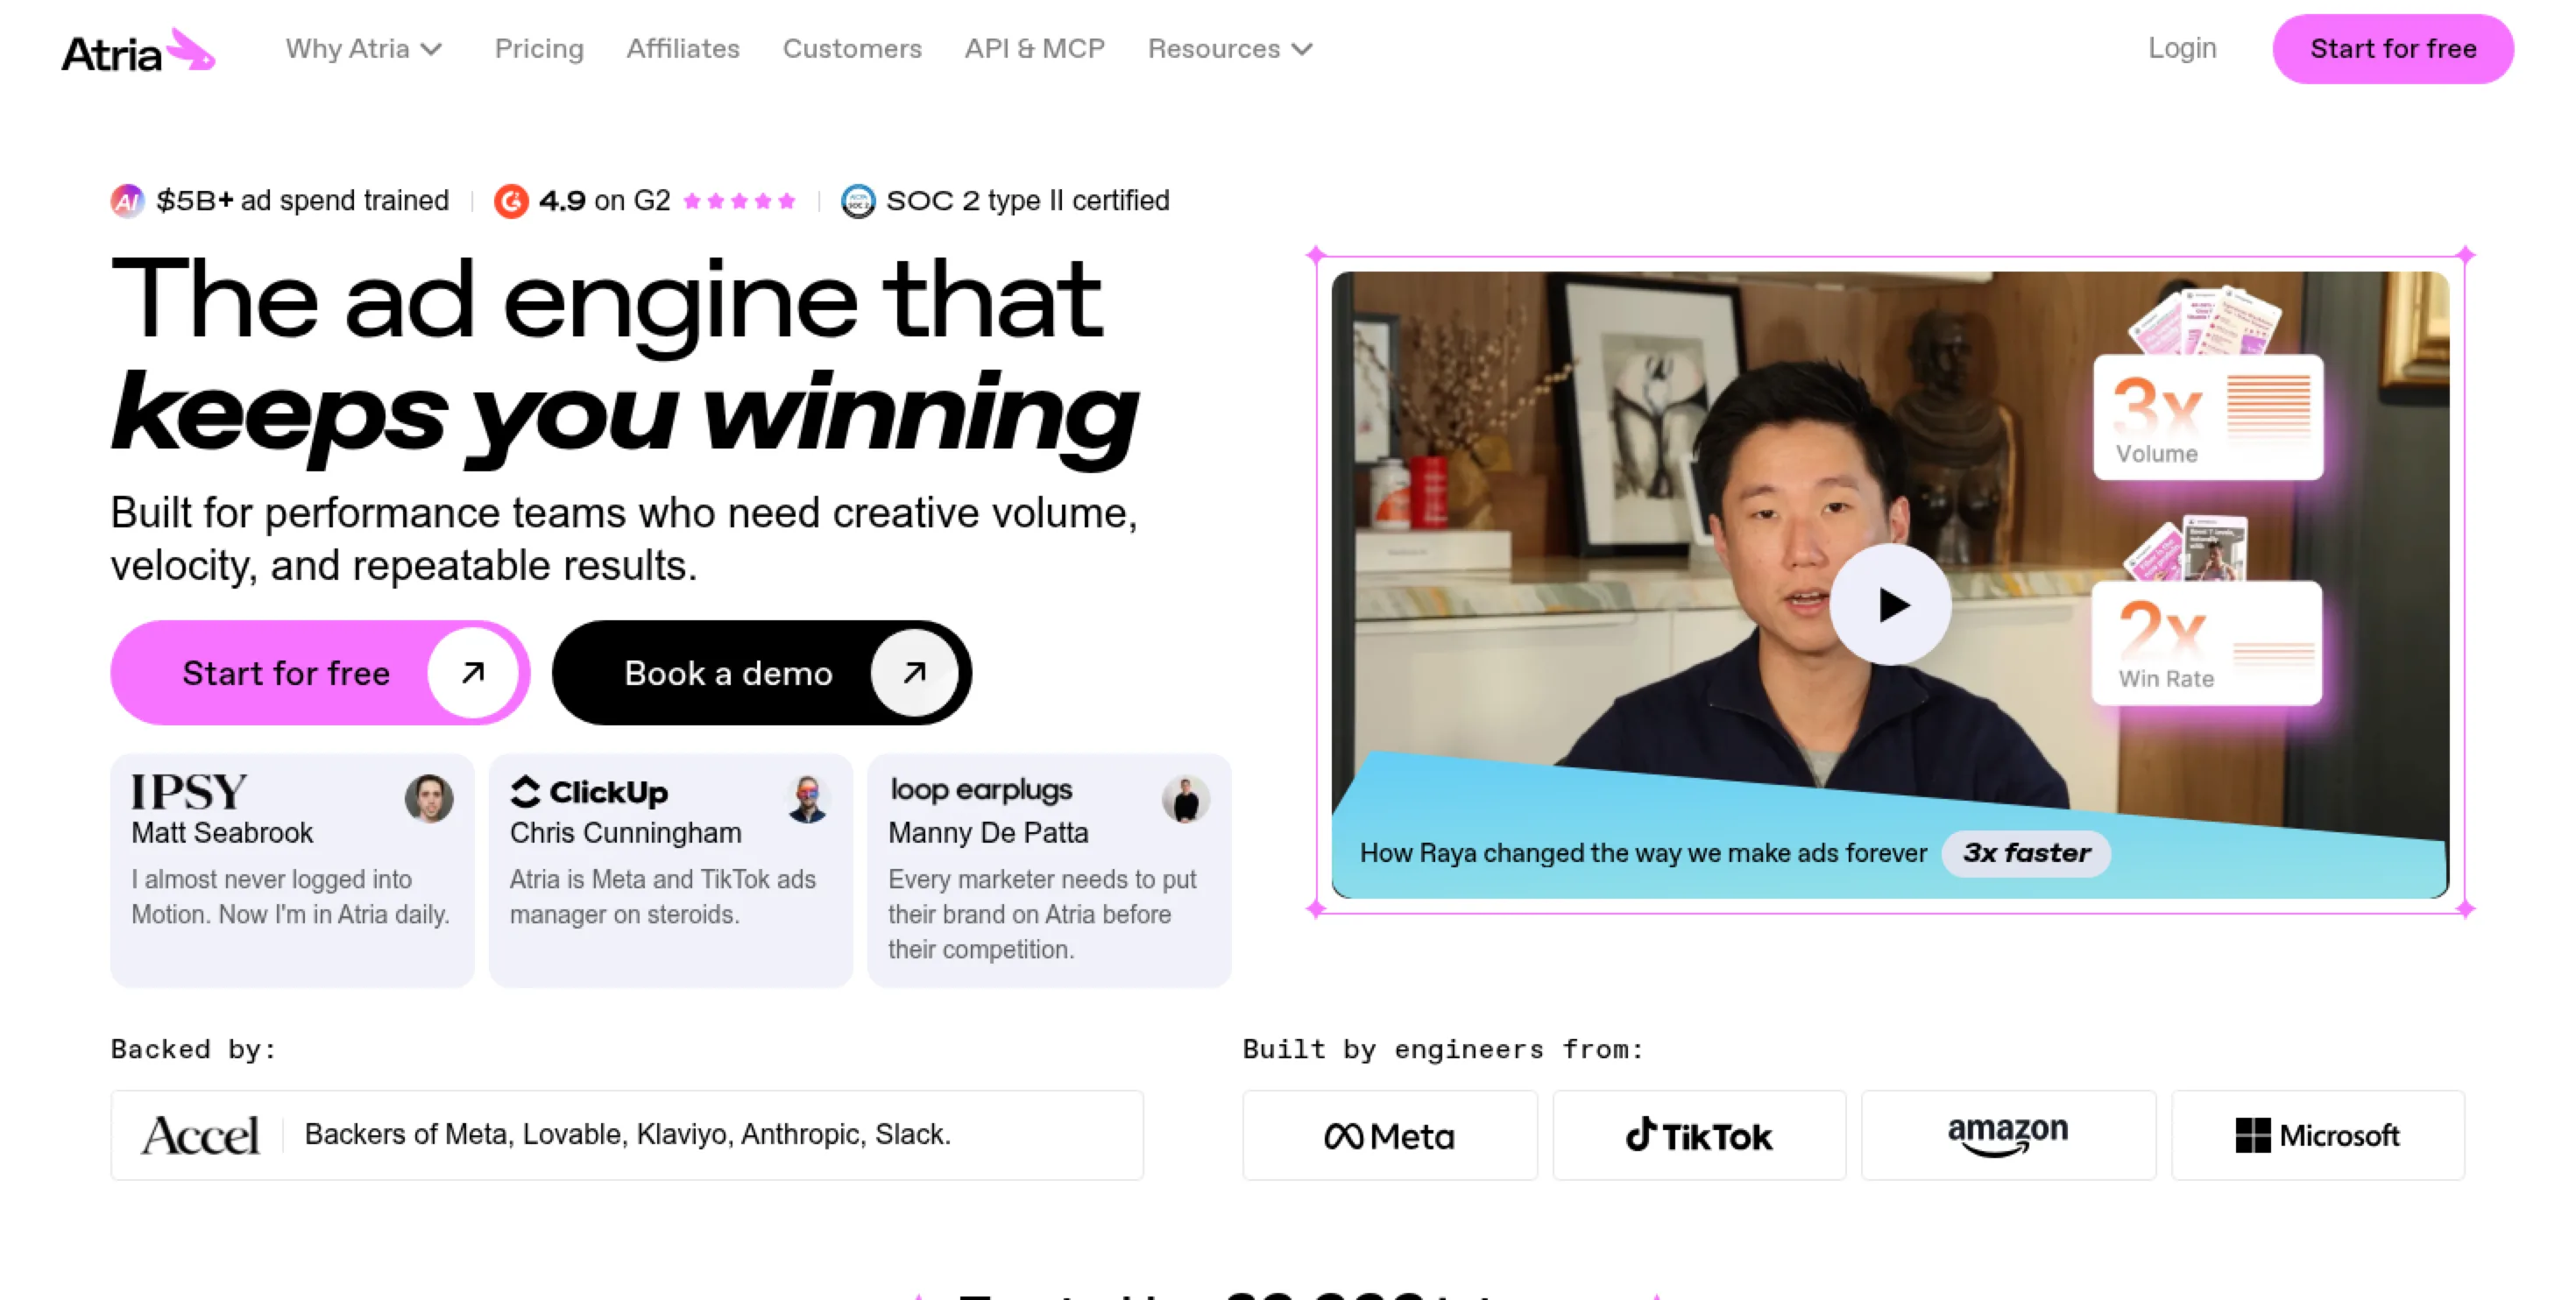 Atria
Why Atria
Pricing
Affiliates
Customers
API & MCP
Resources
Login
Start for free
AI $5B+ ad spend trained
4.9 on G2
SOC 2 type II certified
The ad engine that
keeps you winning
Built for performance teams who need creative volume,
velocity, and repeatable results.
Start for free
Book a demo
IPSY
Matt Seabrook
I almost never logged into
Motion. Now I'm in Atria daily.
ClickUp
Chris Cunningham
Atria is Meta and TikTok ads
manager on steroids.
loop earplugs
Manny De Patta
Every marketer needs to put
their brand on Atria before
their competition.
3x
Volume
2x
Win Rate
How Raya changed the way we make ads forever
3x faster
Backed by:
Accel
Backers of Meta, Lovable, Klaviyo, Anthropic, Slack.
Built by engineers from:
Meta
TikTok
amazon
Microsoft